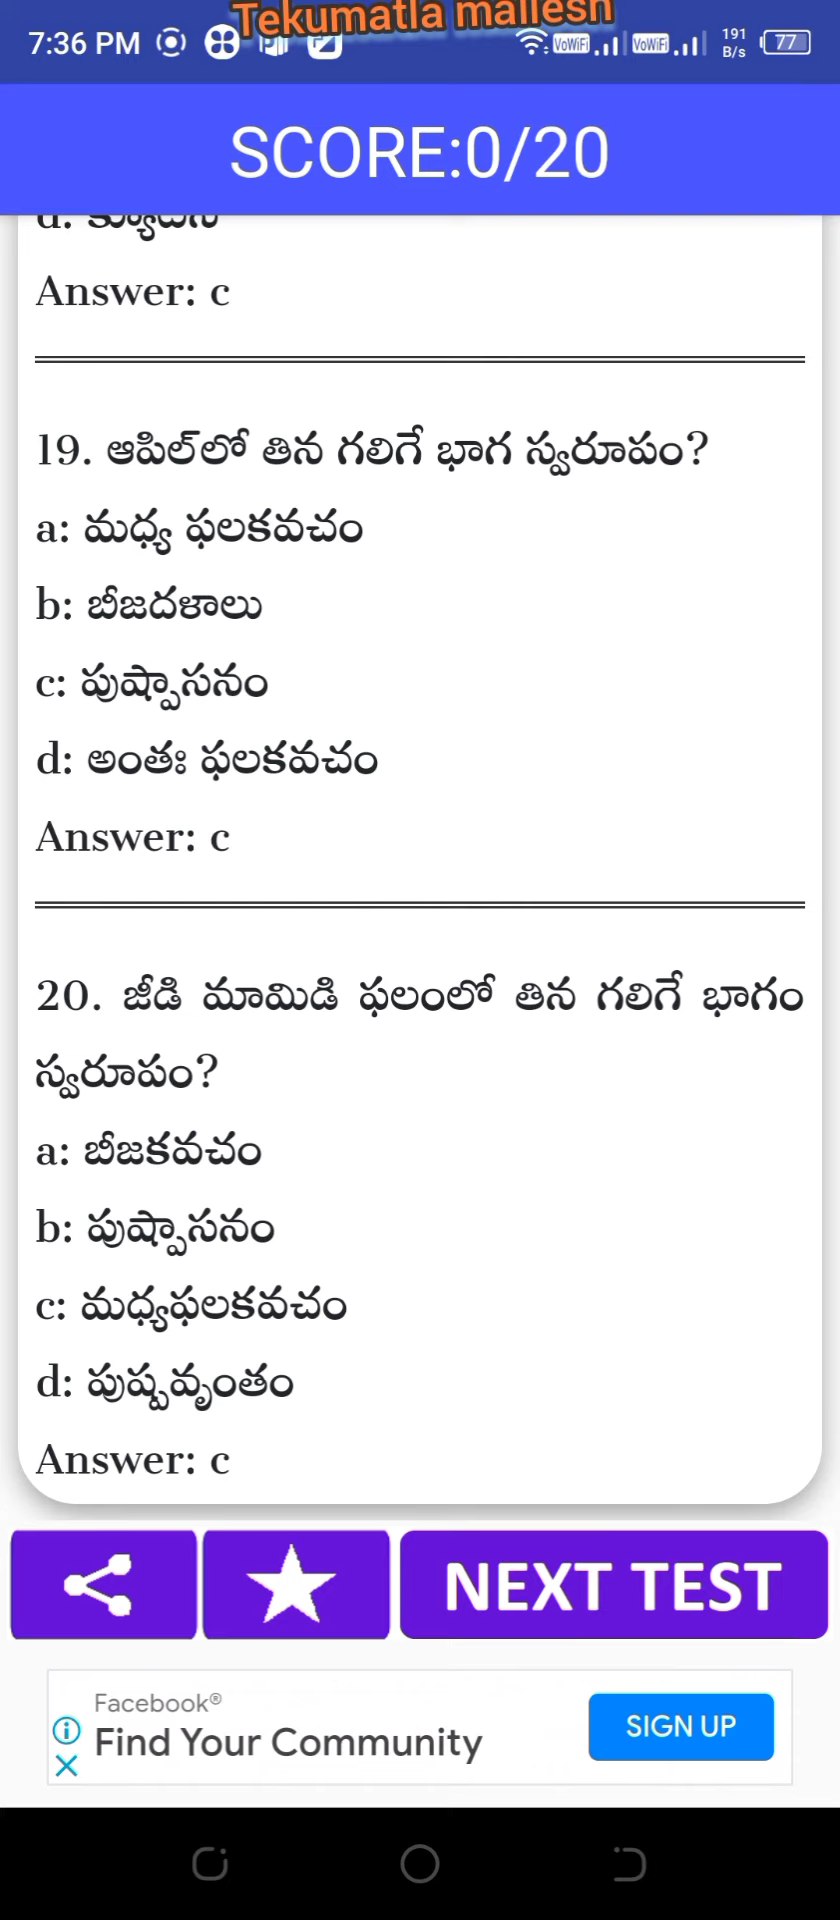 Tekumatla mallesh
7:36 PM
VoWiFi VoWiFi 191 B/s 77
SCORE:0/20
d:
Answer: c
19. ఆపిల్‌లో తిన గలిగే భాగ స్వరూపం?
a: మధ్య ఫలకవచం
b: బీజదళాలు
c: పుష్పాసనం
d: అంతః ఫలకవచం
Answer: c
20. జీడి మామిడి ఫలంలో తిన గలిగే భాగం
స్వరూపం?
a: బీజకవచం
b: పుష్పాసనం
c: మధ్యఫలకవచం
d: పుష్పవృంతం
Answer: c
NEXT TEST
Facebook®
Find Your Community
SIGN UP